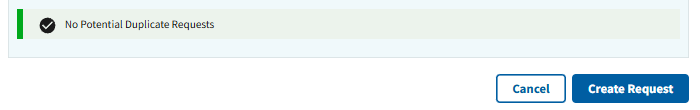 No Potential Duplicate Requests
Cancel Create Request